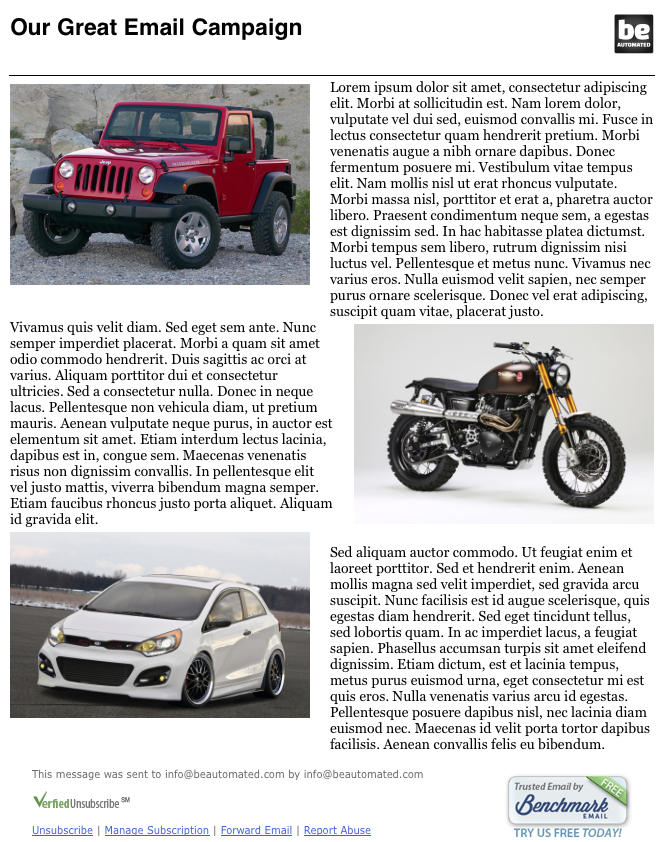 Our Great Email Campaign
be
AUTOMATED
Jeep
Lorem ipsum dolor sit amet, consectetur adipiscing
elit. Morbi at sollicitudin est. Nam lorem dolor,
vulputate vel dui sed, euismod convallis mi. Fusce in
lectus consectetur quam hendrerit pretium. Morbi
venenatis augue a nibh ornare dapibus. Donec
fermentum posuere mi. Vestibulum vitae tempus
elit. Nam mollis nisl ut erat rhoncus vulputate.
Morbi massa nisl, porttitor et erat a, pharetra auctor
libero. Praesent condimentum neque sem, a egestas
est dignissim sed. In hac habitasse platea dictumst.
Morbi tempus sem libero, rutrum dignissim nisi
luctus vel. Pellentesque et metus nunc. Vivamus nec
varius eros. Nulla euismod velit sapien, nec semper
purus ornare scelerisque. Donec vel erat adipiscing,
suscipit quam vitae, placerat justo.
Vivamus quis velit diam. Sed eget sem ante. Nunc
semper imperdiet placerat. Morbi a quam sit amet
odio commodo hendrerit. Duis sagittis ac orci at
varius. Aliquam porttitor dui et consectetur
ultricies. Sed a consectetur nulla. Donec in neque
lacus. Pellentesque non vehicula diam, ut pretium
mauris. Aenean vulputate neque purus, in auctor est
elementum sit amet. Etiam interdum lectus lacinia,
dapibus est in, congue sem. Maecenas venenatis
risus non dignissim convallis. In pellentesque elit
vel justo mattis, viverra bibendum magna semper.
Etiam faucibus rhoncus justo porta aliquet. Aliquam
id gravida elit.
Sed aliquam auctor commodo. Ut feugiat enim et
laoreet porttitor. Sed et hendrerit enim. Aenean
mollis magna sed velit imperdiet, sed gravida arcu
suscipit. Nunc facilisis est id augue scelerisque, quis
egestas diam hendrerit. Sed eget tincidunt tellus,
sed lobortis quam. In ac imperdiet lacus, a feugiat
sapien. Phasellus accumsan turpis sit amet eleifend
dignissim. Etiam dictum, est et lacinia tempus,
metus purus euismod urna, eget consectetur mi est
quis eros. Nulla venenatis varius arcu id egestas.
Pellentesque posuere dapibus nisl, nec lacinia diam
euismod nec. Maecenas id velit porta tortor dapibus
facilisis. Aenean convallis felis eu bibendum.
This message was sent to info@beautomated.com by info@beautomated.com
Verified Unsubscribe SM
Unsubscribe | Manage Subscription | Forward Email | Report Abuse
Trusted Email by
FREE
Benchmark
EMAIL
TRY US FREE TODAY!